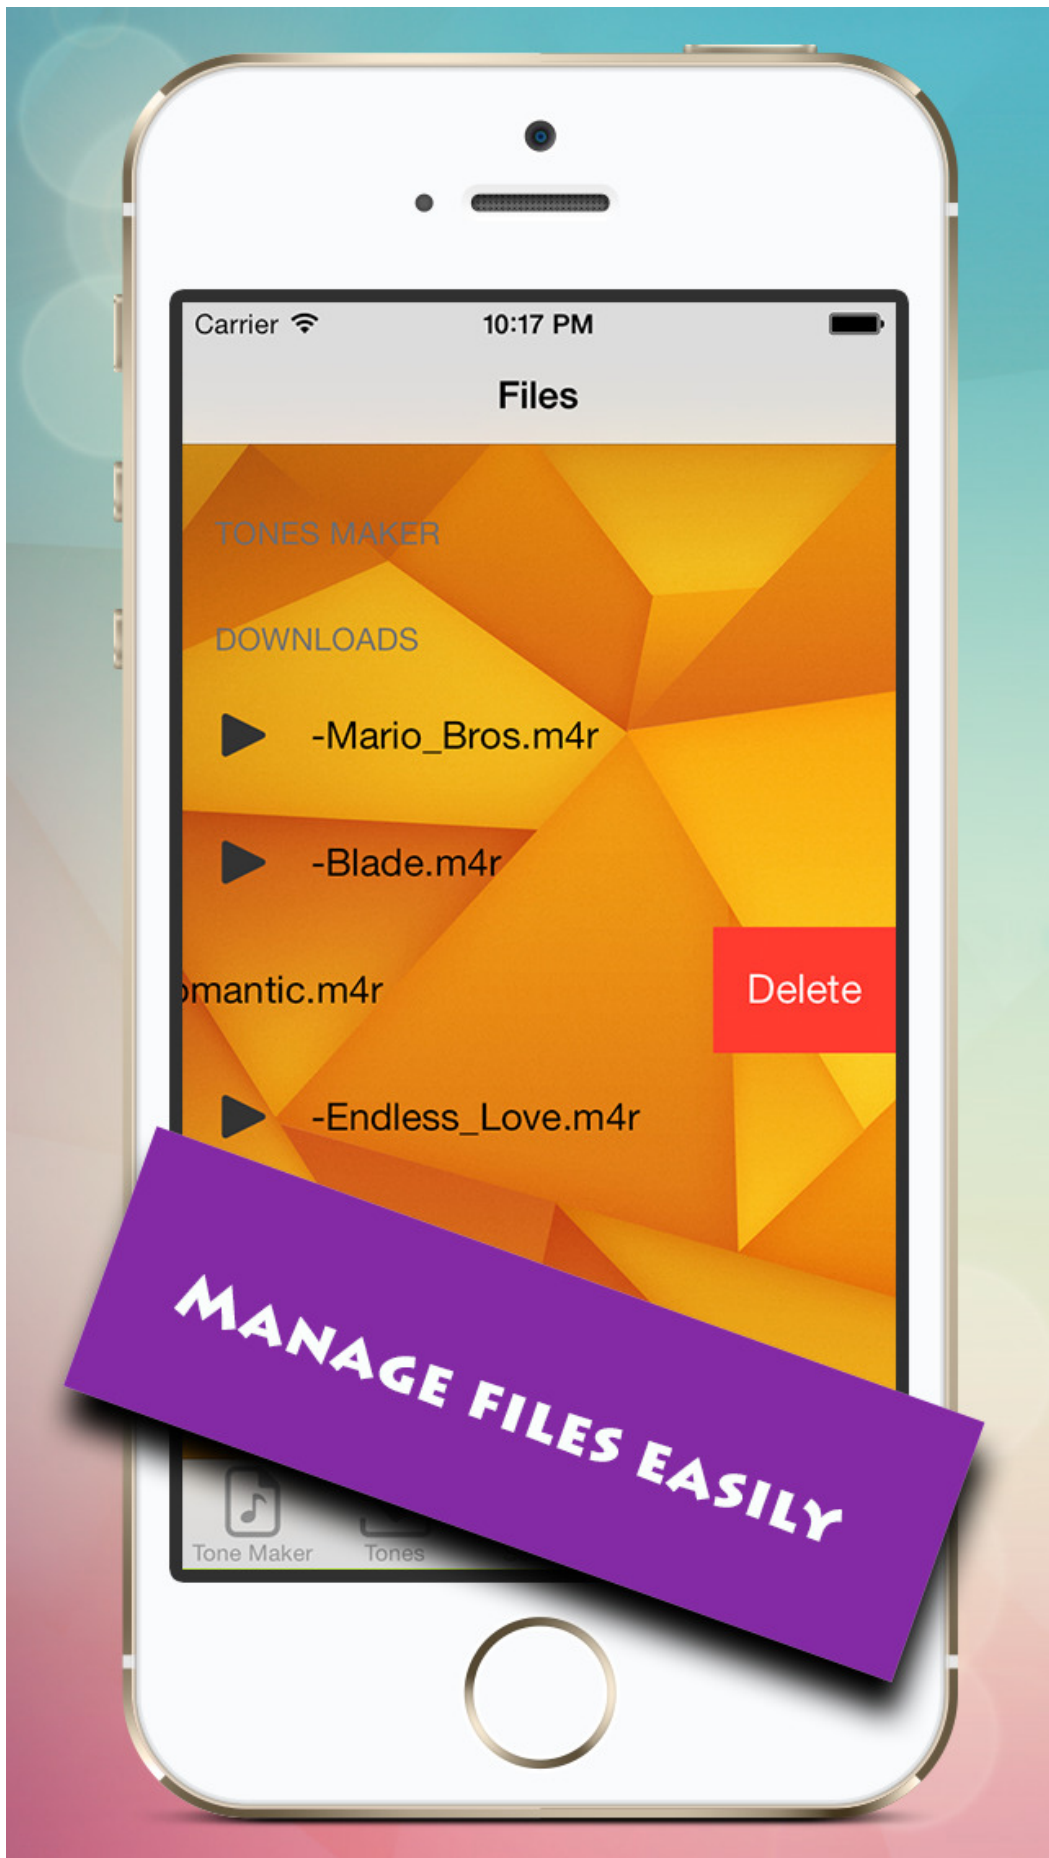 Carrier 10:17 PM
Files
TONES MAKER
DOWNLOADS
-Mario_Bros.m4r
-Blade.m4r
omantic.m4r
Delete
-Endless_Love.m4r
MANAGE FILES EASILY
Tone Maker
Tones